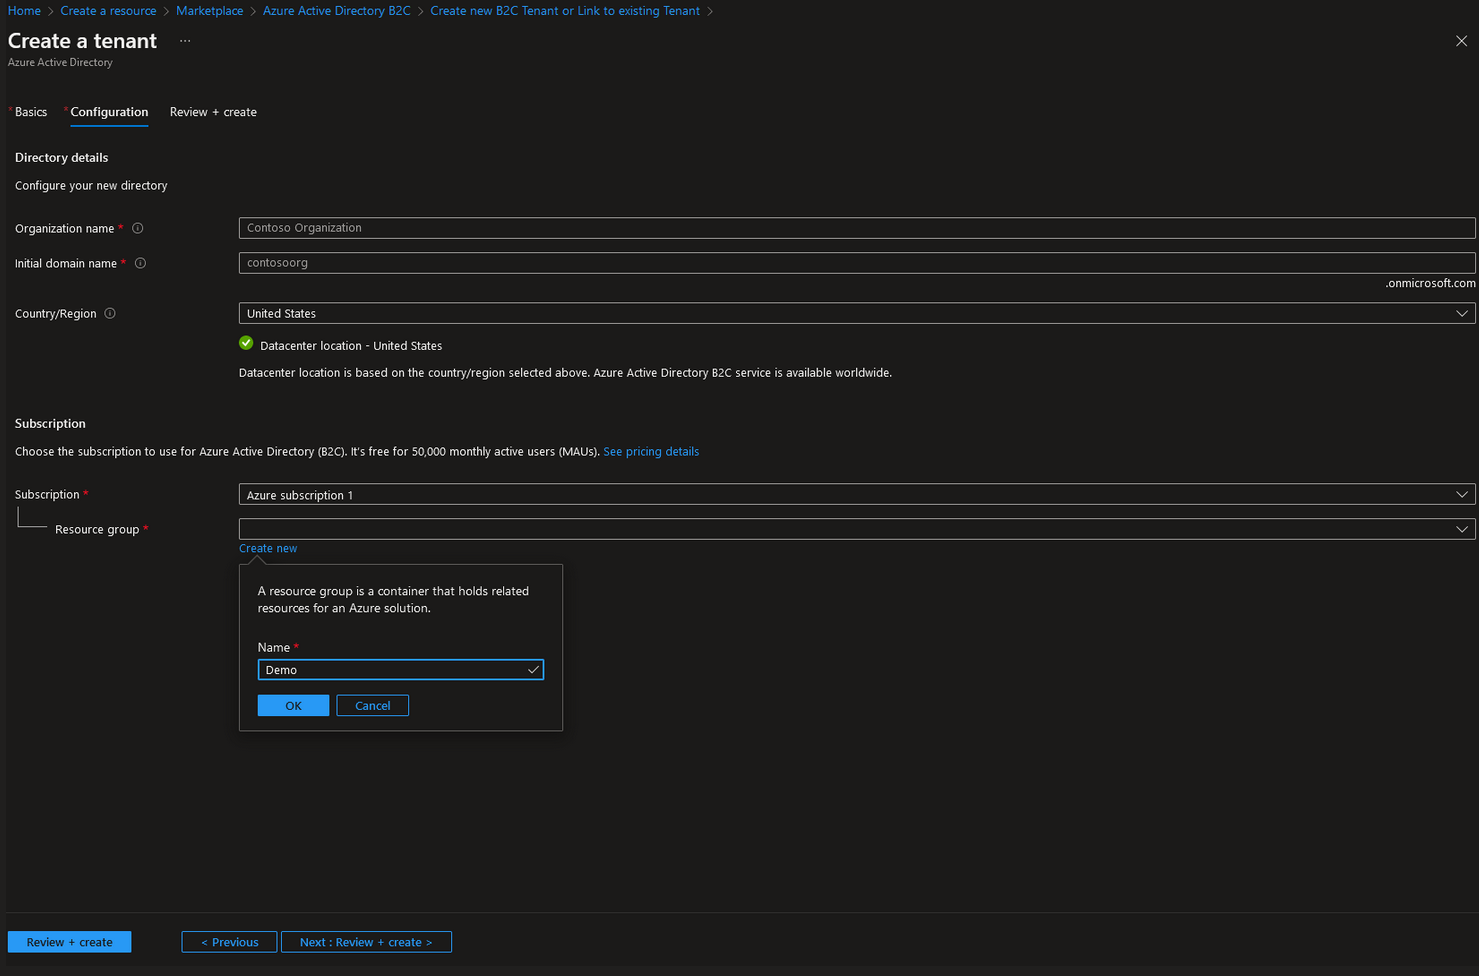 Home > Create a resource > Marketplace > Azure Active Directory B2C > Create new B2C Tenant or Link to existing Tenant >
Create a tenant ...
Azure Active Directory
* Basics * Configuration Review + create
Directory details
Configure your new directory
Organization name * Contoso Organization
Initial domain name * contosoorg
.onmicrosoft.com
Country/Region United States
Datacenter location - United States
Datacenter location is based on the country/region selected above. Azure Active Directory B2C service is available worldwide.
Subscription
Choose the subscription to use for Azure Active Directory (B2C). It's free for 50,000 monthly active users (MAUs). See pricing details
Subscription * Azure subscription 1
Resource group *
Create new
A resource group is a container that holds related
resources for an Azure solution.
Name *
Demo
OK Cancel
Review + create < Previous Next : Review + create >